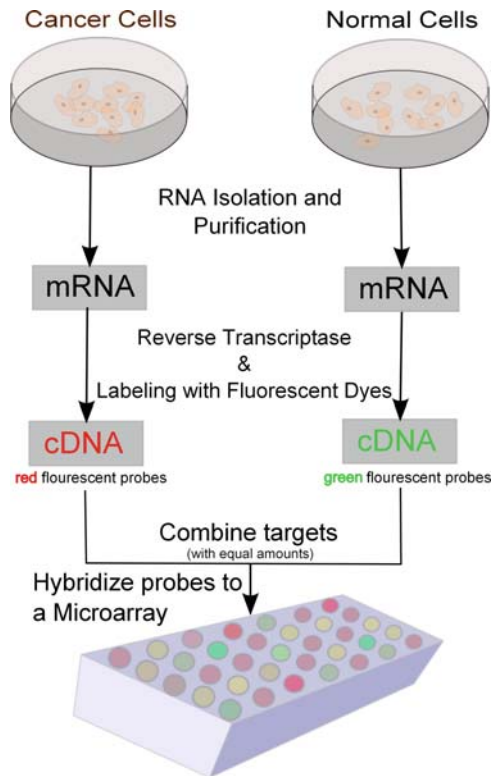 Cancer Cells
Normal Cells
RNA Isolation and
Purification
mRNA
mRNA
Reverse Transcriptase
&
Labeling with Fluorescent Dyes
cDNA
cDNA
red flourescent probes
green flourescent probes
Combine targets
(with equal amounts)
Hybridize probes to
a Microarray